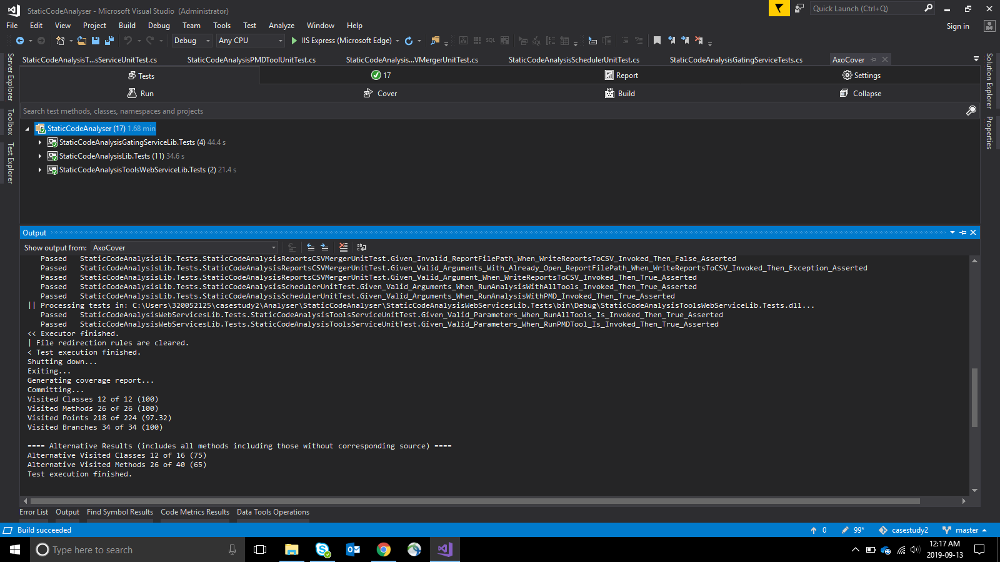 StaticCodeAnalyser - Microsoft Visual Studio (Administrator)
Quick Launch (Ctrl+Q)
File Edit View Project Build Debug Team Tools Test Analyze Window Help
Sign in
Debug Any CPU IIS Express (Microsoft Edge)
Server Explorer
Toolbox
Test Explorer
StaticCodeAnalysisT...sServiceUnitTest.cs StaticCodeAnalysisPMDToolUnitTest.cs StaticCodeAnalysis...VMergerUnitTest.cs StaticCodeAnalysisSchedulerUnitTest.cs StaticCodeAnalysisGatingServiceTests.cs AxoCover
Solution Explorer
Properties
Tests 17 Report Settings
Run Cover Build Collapse
Search test methods, classes, namespaces and projects
StaticCodeAnalyser (17) 1.68 min
StaticCodeAnalysisGatingServiceLib.Tests (4) 44.4 s
StaticCodeAnalysisLib.Tests (11) 34.6 s
StaticCodeAnalysisToolsWebServiceLib.Tests (2) 21.4 s
Output
Show output from: AxoCover
Passed StaticCodeAnalysisLib.Tests.StaticCodeAnalysisReportsCSVMergerUnitTest.Given_Invalid_ReportFilePath_When_WriteReportsToCSV_Invoked_Then_False_Asserted
Passed StaticCodeAnalysisLib.Tests.StaticCodeAnalysisReportsCSVMergerUnitTest.Given_Valid_Arguments_With_Already_Open_ReportFilePath_When_WriteReportsToCSV_Invoked_Then_Exception_Asserted
Passed StaticCodeAnalysisLib.Tests.StaticCodeAnalysisReportsCSVMergerUnitTest.Given_Valid_Argument_When_WriteReportsToCSV_Invoked_Then_True_Asserted
Passed StaticCodeAnalysisLib.Tests.StaticCodeAnalysisSchedulerUnitTest.Given_Valid_Arguments_When_RunAnalysisWithAllTools_Invoked_Then_True_Asserted
Passed StaticCodeAnalysisLib.Tests.StaticCodeAnalysisSchedulerUnitTest.Given_Valid_Arguments_When_RunAnalysisWithPMD_Invoked_Then_True_Asserted
|| Processing tests in: C:\Users\320052125\casestudy2\Analyser\StaticCodeAnalyser\StaticCodeAnalysisWebServicesLib.Tests\bin\Debug\StaticCodeAnalysisToolsWebServiceLib.Tests.dll...
Passed StaticCodeAnalysisWebServicesLib.Tests.StaticCodeAnalysisToolsServiceUnitTest.Given_Valid_Parameters_When_RunAllTools_Is_Invoked_Then_True_Asserted
Passed StaticCodeAnalysisWebServicesLib.Tests.StaticCodeAnalysisToolsServiceUnitTest.Given_Valid_Parameters_When_RunPMDTool_Is_Invoked_Then_True_Asserted
<< Executor finished.
| File redirection rules are cleared.
< Test execution finished.
Shutting down...
Exiting...
Generating coverage report...
Committing...
Visited Classes 12 of 12 (100)
Visited Methods 26 of 26 (100)
Visited Points 218 of 224 (97.32)
Visited Branches 34 of 34 (100)
==== Alternative Results (includes all methods including those without corresponding source) ====
Alternative Visited Classes 12 of 16 (75)
Alternative Visited Methods 26 of 40 (65)
Test execution finished.
Error List Output Find Symbol Results Code Metrics Results Data Tools Operations
Build succeeded 0 99* casestudy2 master
Type here to search
12:17 AM
2019-09-13